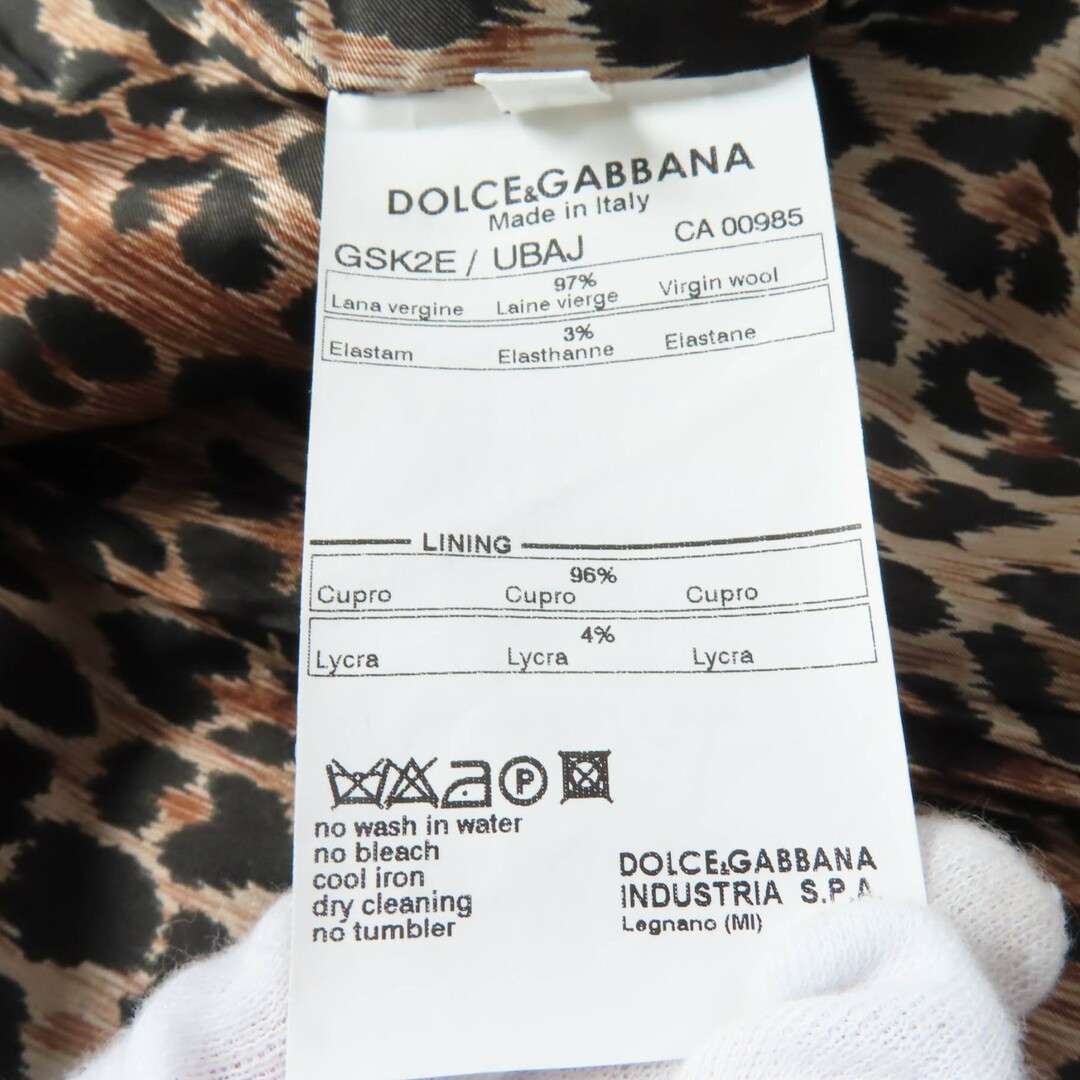 DOLCE&GABBANA
Made in Italy
GSK2E / UBAJ CA 00985
97%
Lana vergine Laine vierge Virgin wool
3%
Elastam Elasthanne Elastane
LINING
96%
Cupro Cupro Cupro
4%
Lycra Lycra Lycra
P
no wash in water
no bleach
cool iron
dry cleaning
no tumbler
DOLCE&GABBANA
INDUSTRIA S.P.A.
Legnano (MI)